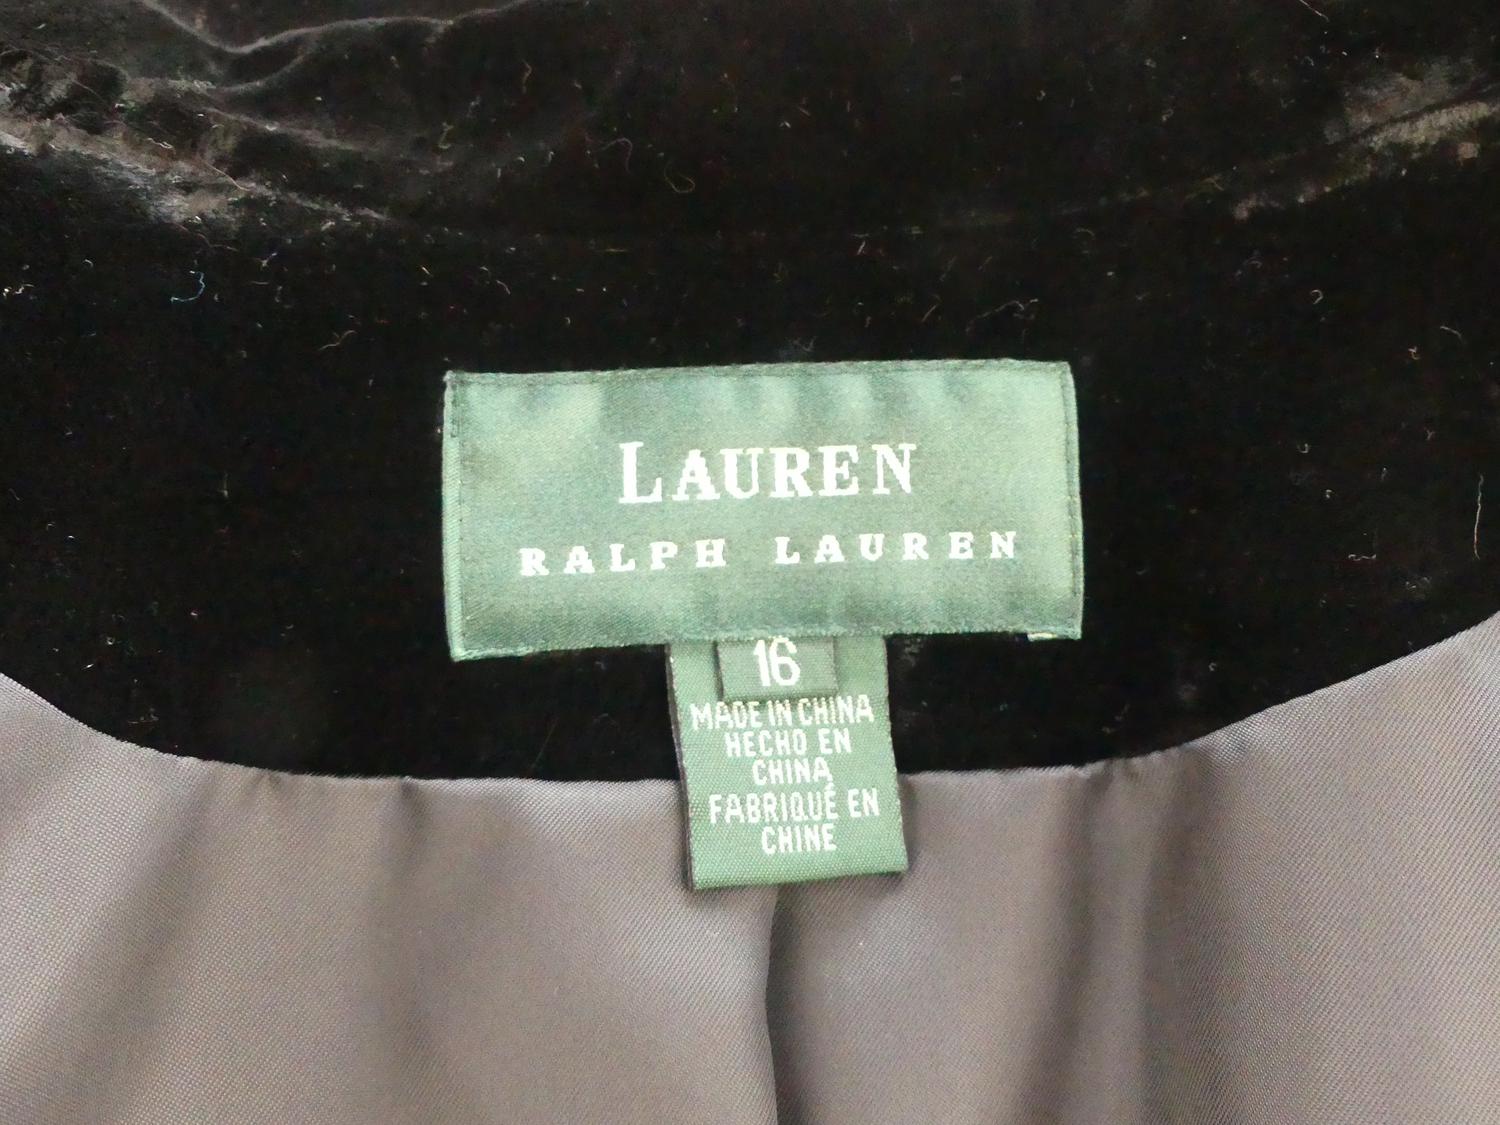 LAUREN
RALPH LAUREN
16
MADE IN CHINA
HECHO EN
CHINA
FABRIQUÉ EN
CHINE